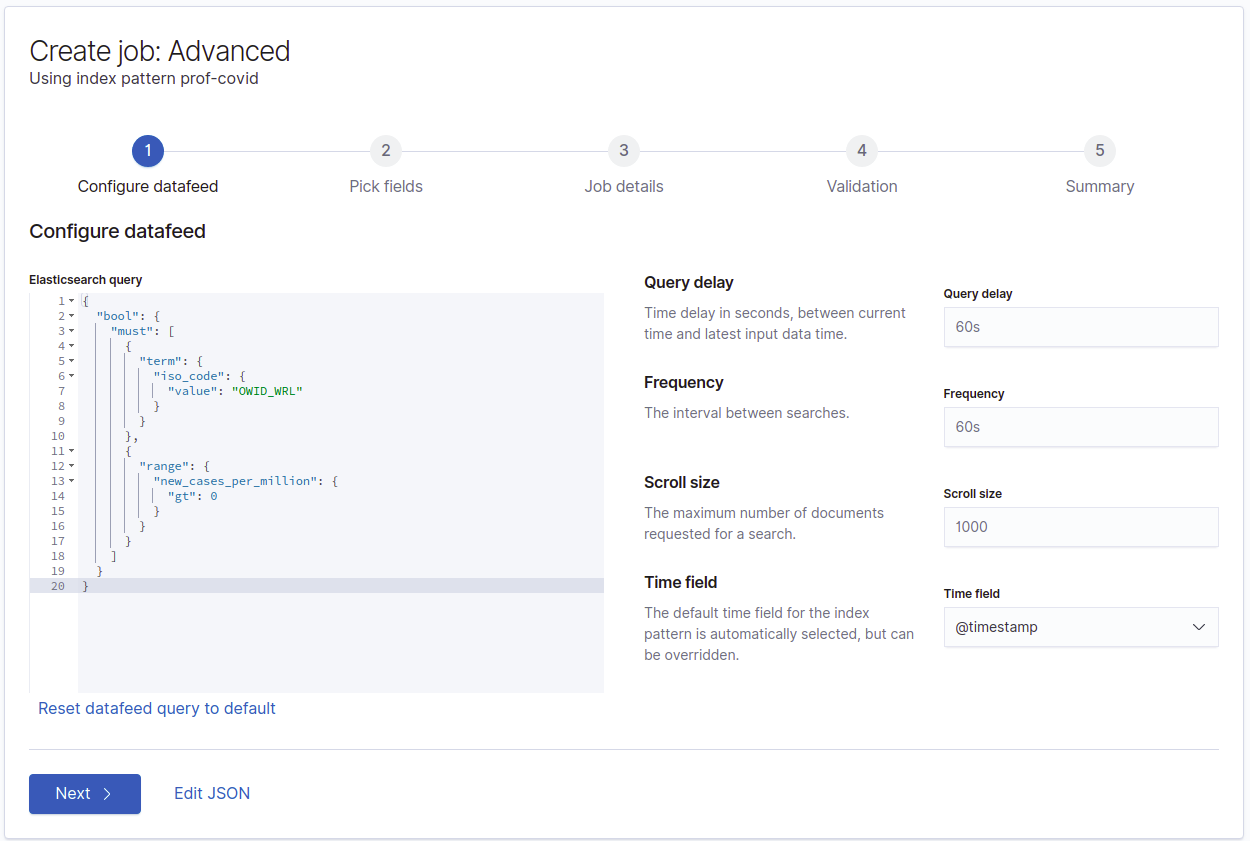 Create job: Advanced
Using index pattern prof-covid
1
2
3
4
5
Configure datafeed
Pick fields
Job details
Validation
Summary
Configure datafeed
Elasticsearch query
1 {
2   "bool": {
3     "must": [
4       {
5         "term": {
6           "iso_code": {
7             "value": "OWID_WRL"
8           }
9         }
10       },
11       {
12         "range": {
13           "new_cases_per_million": {
14             "gt": 0
15           }
16         }
17       }
18     ]
19   }
20 }
Reset datafeed query to default
Query delay
Time delay in seconds, between current
time and latest input data time.
Query delay
60s
Frequency
The interval between searches.
Frequency
60s
Scroll size
The maximum number of documents
requested for a search.
Scroll size
1000
Time field
The default time field for the index
pattern is automatically selected, but can
be overridden.
Time field
@timestamp
Next
Edit JSON